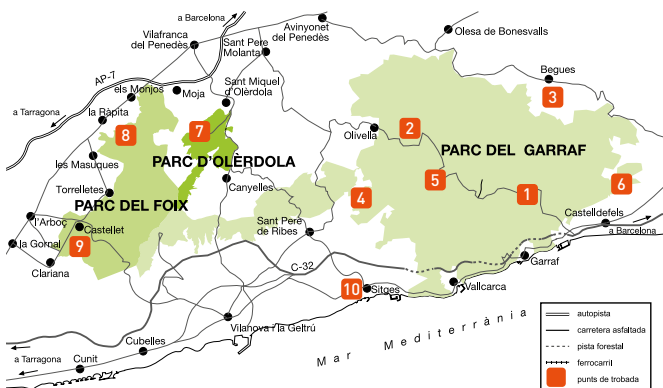 a Barcelona
Vilafranca
del Penedès
Avinyonet
del Penedès
Sant Pere
Molanta
Olesa de Bonesvalls
AP-7
els Monjos
Moja
Sant Miquel
d'Olèrdola
Begues
3
a Tarragona
la Ràpita
8
7
2
Olivella
PARC D'OLÈRDOLA
PARC DEL GARRAF
les Masuques
Torrelletes
Canyelles
5
6
4
1
PARC DEL FOIX
l'Arboç
Castellet
Sant Pere
de Ribes
Castelldefels
a Barcelona
la Gornal
9
Clariana
C-32
Garraf
10
Sitges
Vallcarca
Vilanova i la Geltrú
Mar Mediterrània
Cubelles
a Tarragona
Cunit
autopista
carretera asfaltada
pista forestal
ferrocarril
punts de trobada